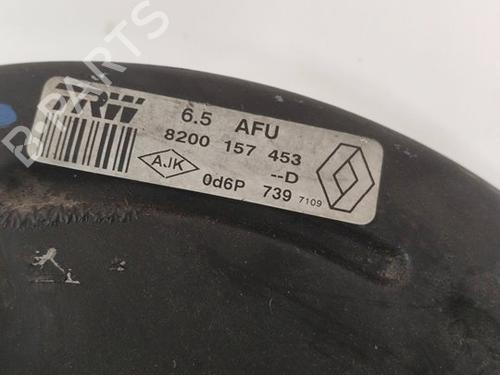 TRW
6.5 AFU
8200 157 453
--D
AJK
0d6P 739 7109
B-PARTS